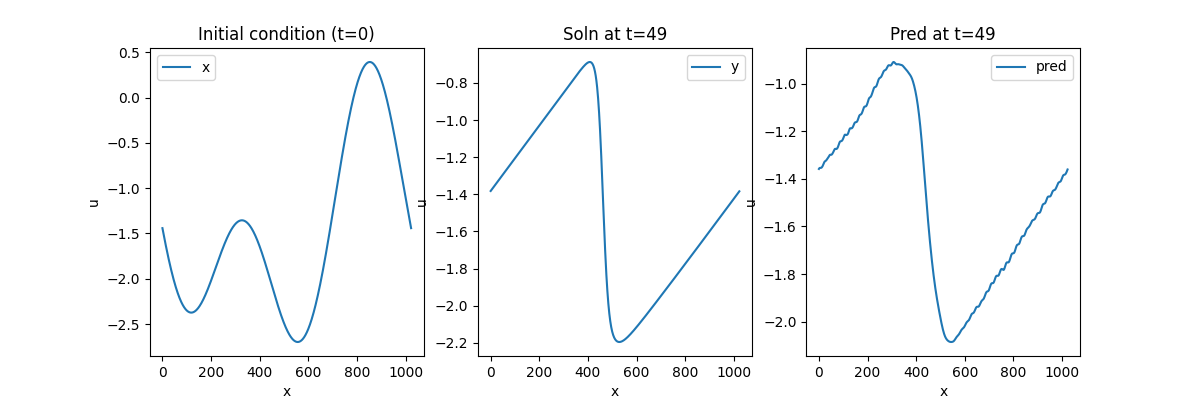 Initial condition (t=0)
x
0.5
0.0
−0.5
−1.0
−1.5
−2.0
−2.5
u
0 200 400 600 800 1000
x
Soln at t=49
y
−0.8
−1.0
−1.2
−1.4
−1.6
−1.8
−2.0
−2.2
u
0 200 400 600 800 1000
x
Pred at t=49
pred
−1.0
−1.2
−1.4
−1.6
−1.8
−2.0
u
0 200 400 600 800 1000
x